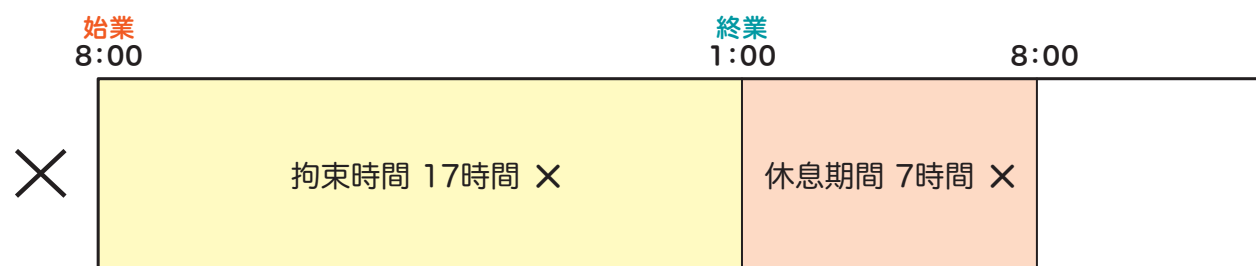 始業 終業
8：00 1：00 8：00
× 拘束時間 17時間 × 休息期間 7時間 ×